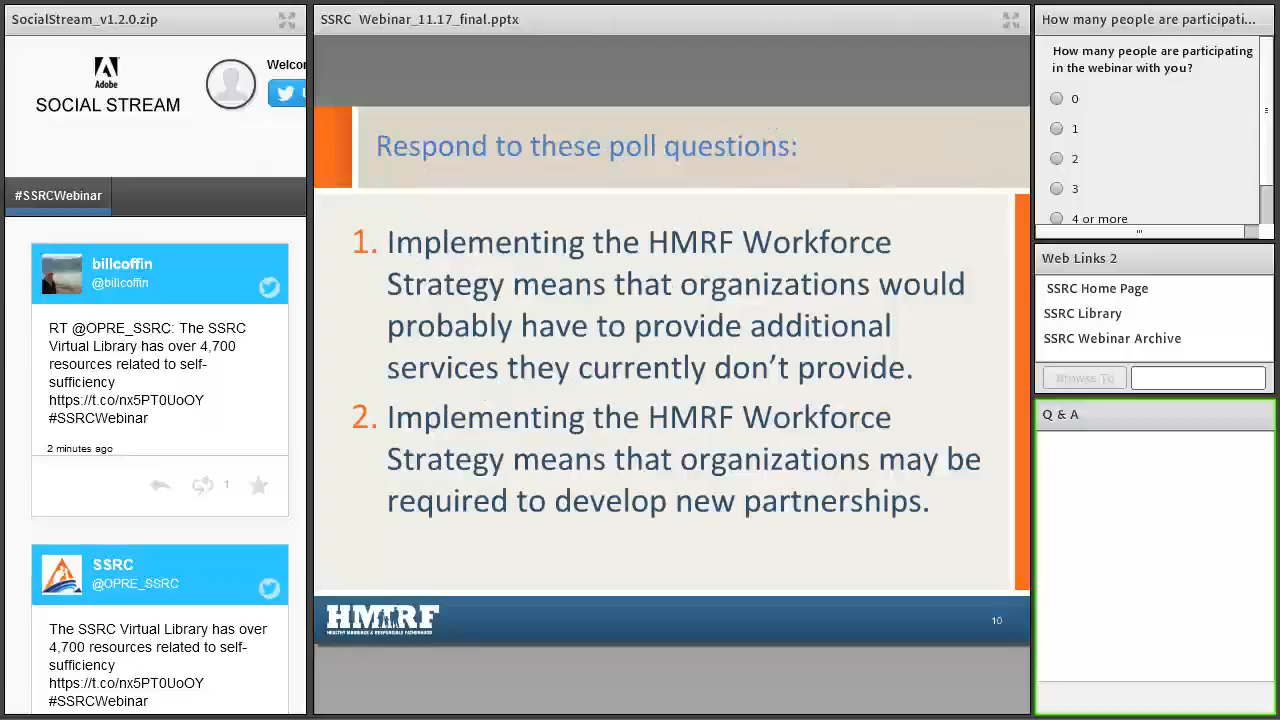 SocialStream_v1.2.0.zip
Adobe
SOCIAL STREAM
Welcor
#SSRCWebinar
billcoffin
@billcoffin
RT @OPRE_SSRC: The SSRC
Virtual Library has over 4,700
resources related to self-
sufficiency
https://t.co/nx5PT0UoOY
#SSRCWebinar
2 minutes ago
1
SSRC
@OPRE_SSRC
The SSRC Virtual Library has over
4,700 resources related to self-
sufficiency
https://t.co/nx5PT0UoOY
#SSRCWebinar
SSRC Webinar_11.17_final.pptx
Respond to these poll questions:
1. Implementing the HMRF Workforce
Strategy means that organizations would
probably have to provide additional
services they currently don’t provide.
2. Implementing the HMRF Workforce
Strategy means that organizations may be
required to develop new partnerships.
HMRF
HEALTHY MARRIAGE & RESPONSIBLE FATHERHOOD
10
How many people are participati...
How many people are participating
in the webinar with you?
0
1
2
3
4 or more
Web Links 2
SSRC Home Page
SSRC Library
SSRC Webinar Archive
Browse To
Q & A